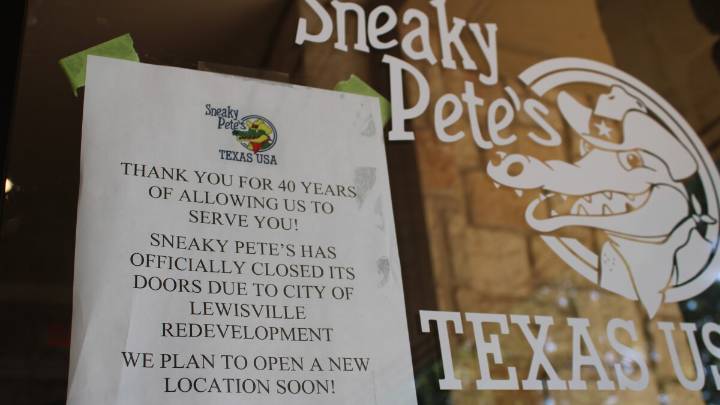 Sneaky
Pete's
TEXAS US
Sneaky
Pete's
TEXAS USA
THANK YOU FOR 40 YEARS
OF ALLOWING US TO
SERVE YOU!
SNEAKY PETE'S HAS
OFFICIALLY CLOSED ITS
DOORS DUE TO CITY OF
LEWISVILLE
REDEVELOPMENT
WE PLAN TO OPEN A NEW
LOCATION SOON!